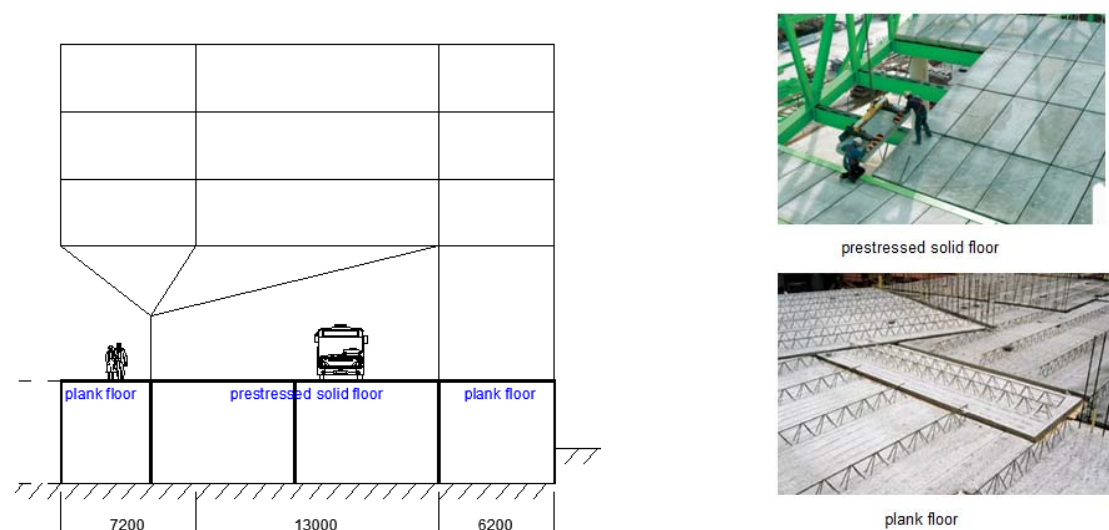 plank floor
prestressed solid floor
plank floor
7200
13000
6200
prestressed solid floor
plank floor